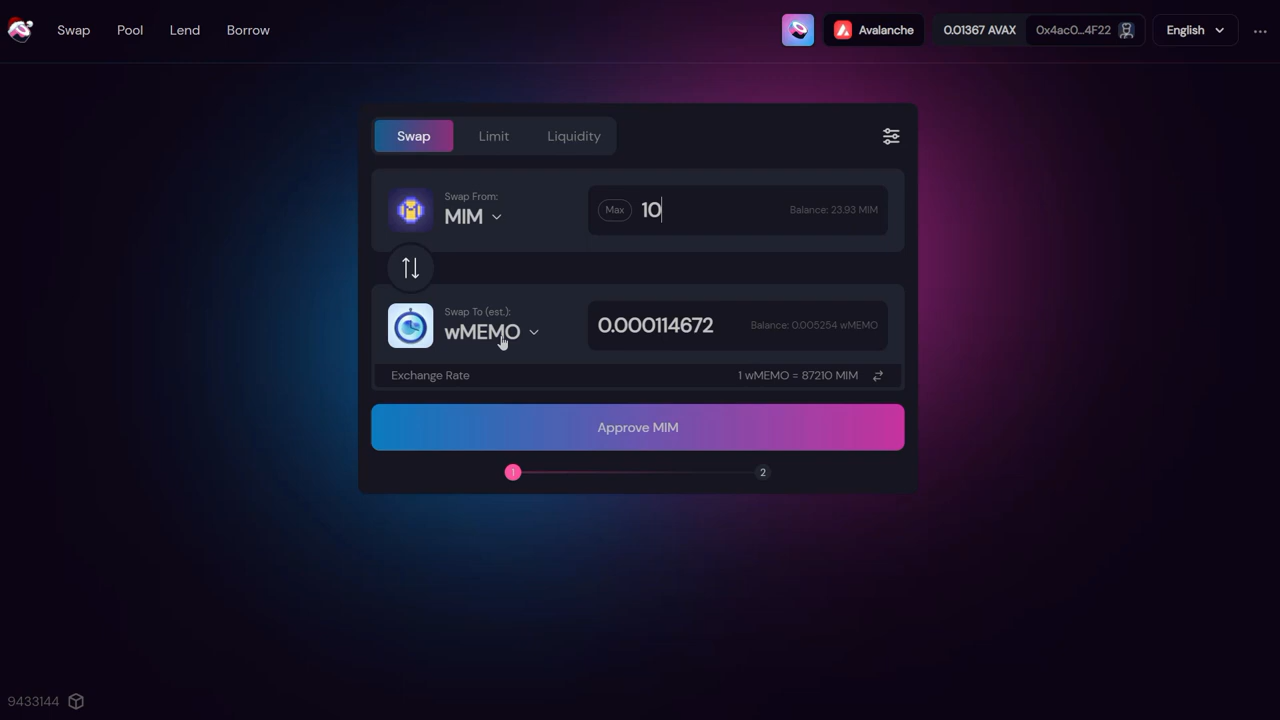 Swap Pool Lend Borrow Avalanche 0.01367 AVAX 0x4ac0...4F22 English ...
Swap Limit Liquidity
Swap From:
MIM Max 10 Balance: 23.93 MIM
Swap To (est.):
wMEMO 0.000114672 Balance: 0.005254 wMEMO
Exchange Rate 1 wMEMO = 87210 MIM
Approve MIM
1 2
9433144